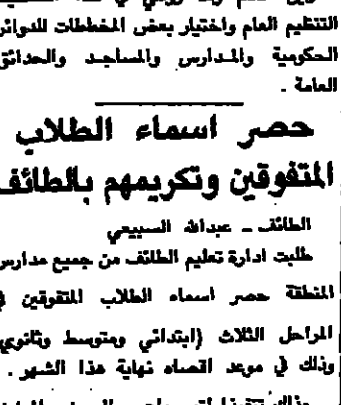 التنظيم العام واختيار بعض المخططات للدوائر
الحكومية والمدارس والمساجد والحدائق
العامة .
حصر اسماء الطلاب
المتفوقين وتكريمهم بالطائف
الطائف ـ عبدالله السبيعي
طلبت ادارة تعليم الطائف من جميع مدارس
المنطقة حصر اسماء الطلاب المتفوقين في
المراحل الثلاث (ابتدائي ومتوسط وثانوي)
وذلك في موعد اقصاه نهاية هذا الشهر .